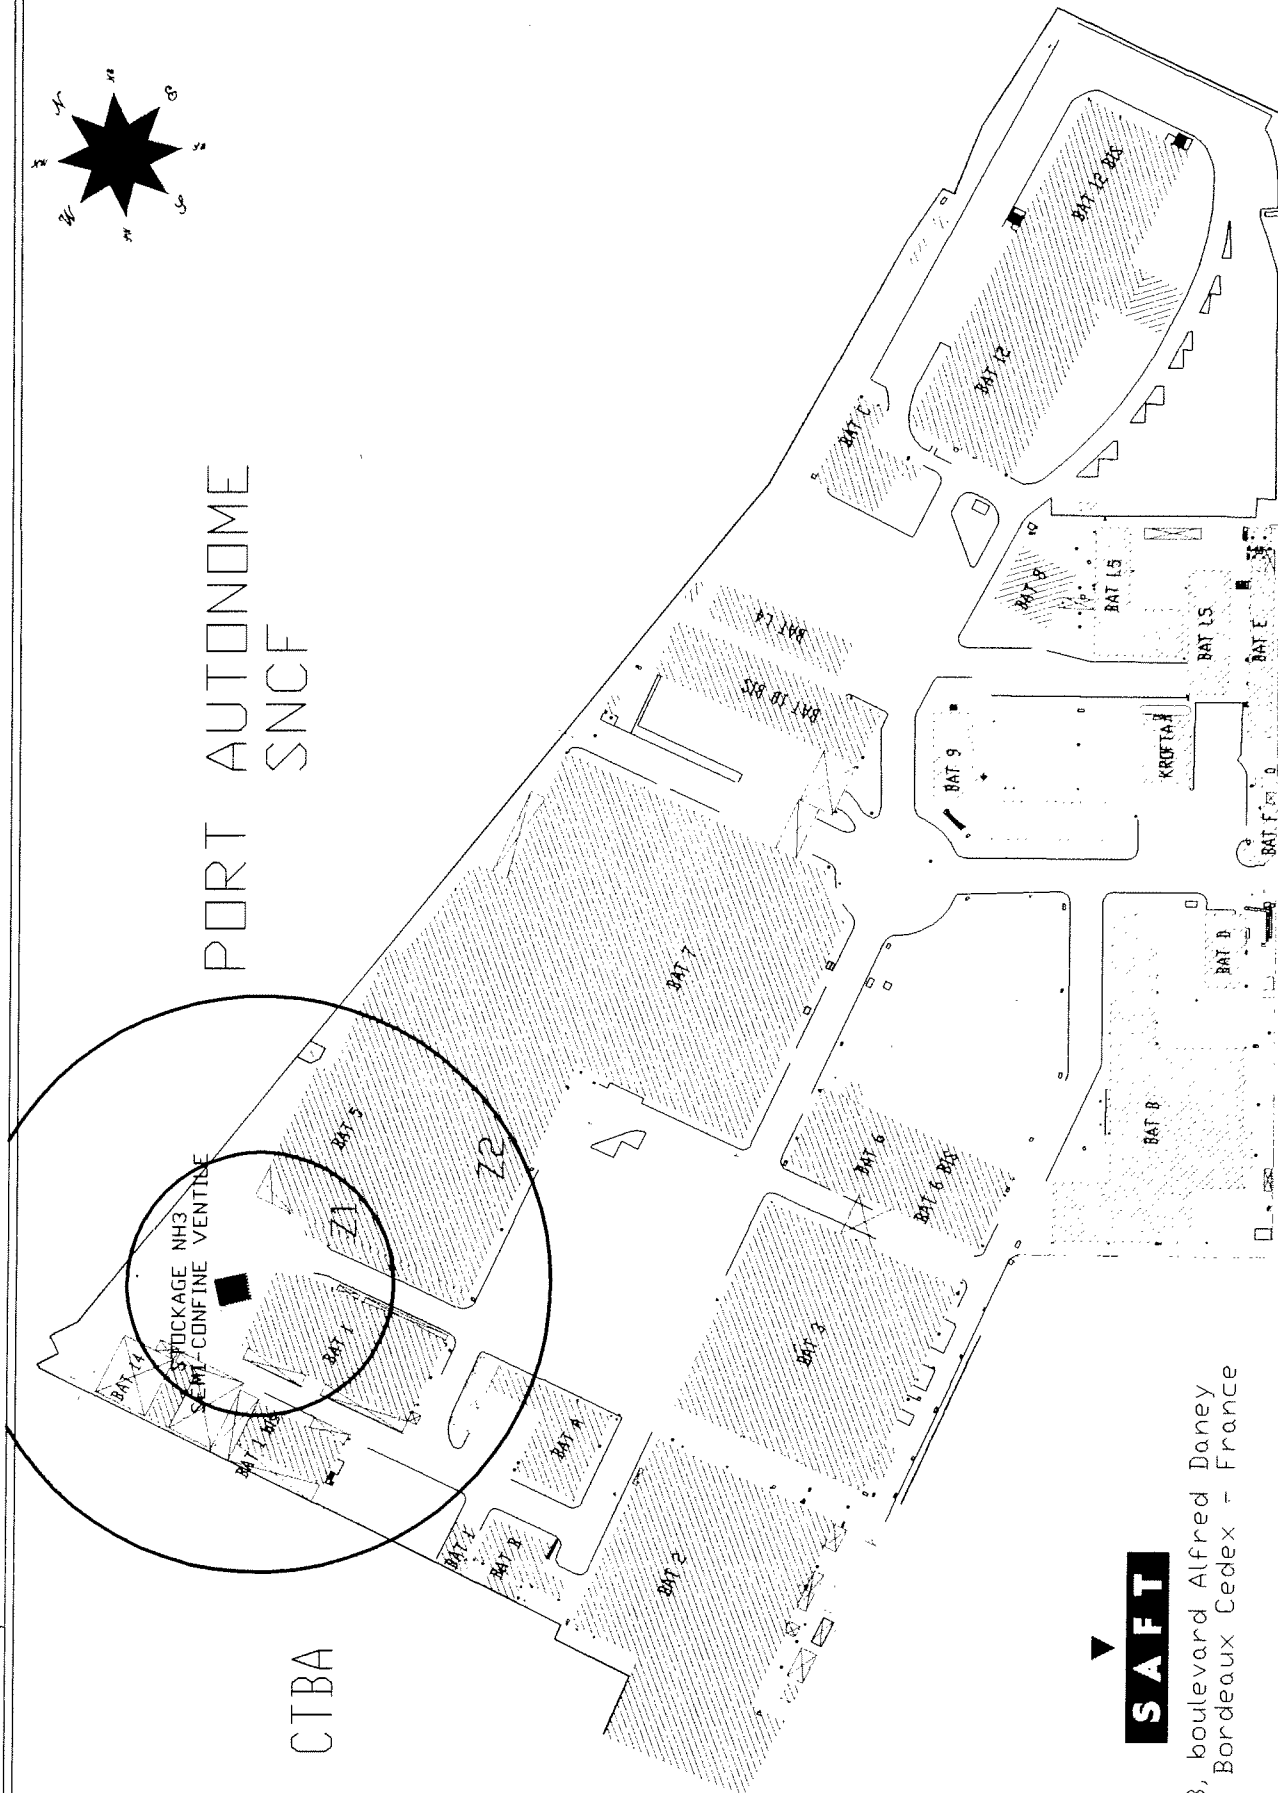 PORT AUTONOME
SNCF
CTBA
STOCKAGE NH3
SEMI-CONFINE VENTILE
Z1
Z2
N
S
W
BAT 14
BAT 1 bis
BAT 1
BAT 5
BAT 7
BAT A
BAT R
BAT 2
BAT 3
BAT 6
BAT 6 BIS
BAT 10 BIS
BAT L4
BAT C
BAT 12
BAT 12 BIS
BAT 8
BAT L5
BAT L5
BAT E
BAT 9
KROFTA
BAT F
BAT D
BAT B
SAFT
, boulevard Alfred Daney
Bordeaux Cedex - France